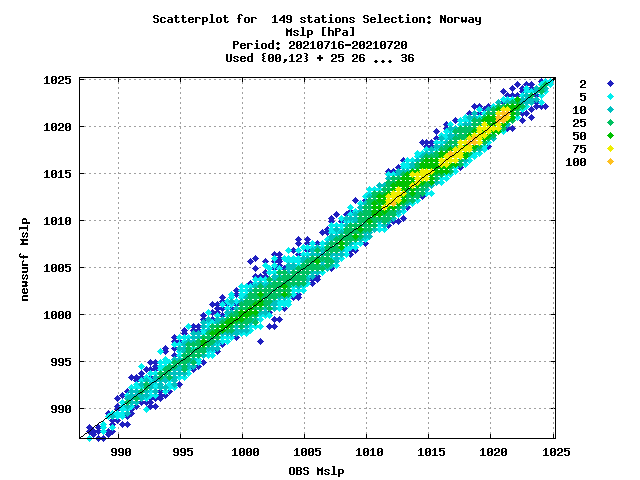 Scatterplot for  149 stations Selection: Norway
Mslp [hPa]
Period: 20210716-20210720
Used {00,12} + 25 26 ... 36
1025
1020
1015
1010
1005
1000
995
990
newsurf Mslp
990 995 1000 1005 1010 1015 1020 1025
OBS Mslp
2
5
10
25
50
75
100